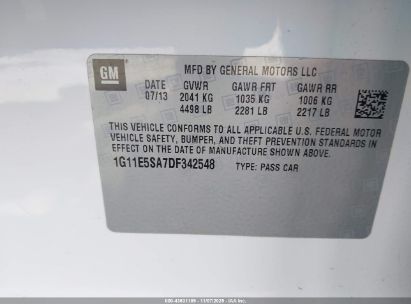 GM
MFD BY GENERAL MOTORS LLC
DATE GVWR GAWR FRT GAWR RR
07/13 2041 KG 1035 KG 1006 KG
4498 LB 2281 LB 2217 LB
THIS VEHICLE CONFORMS TO ALL APPLICABLE U.S. FEDERAL MOTOR
VEHICLE SAFETY, BUMPER, AND THEFT PREVENTION STANDARDS
IN EFFECT ON THE DATE OF MANUFACTURE SHOWN ABOVE.
1G11E5SA7DF342548 TYPE: PASS CAR